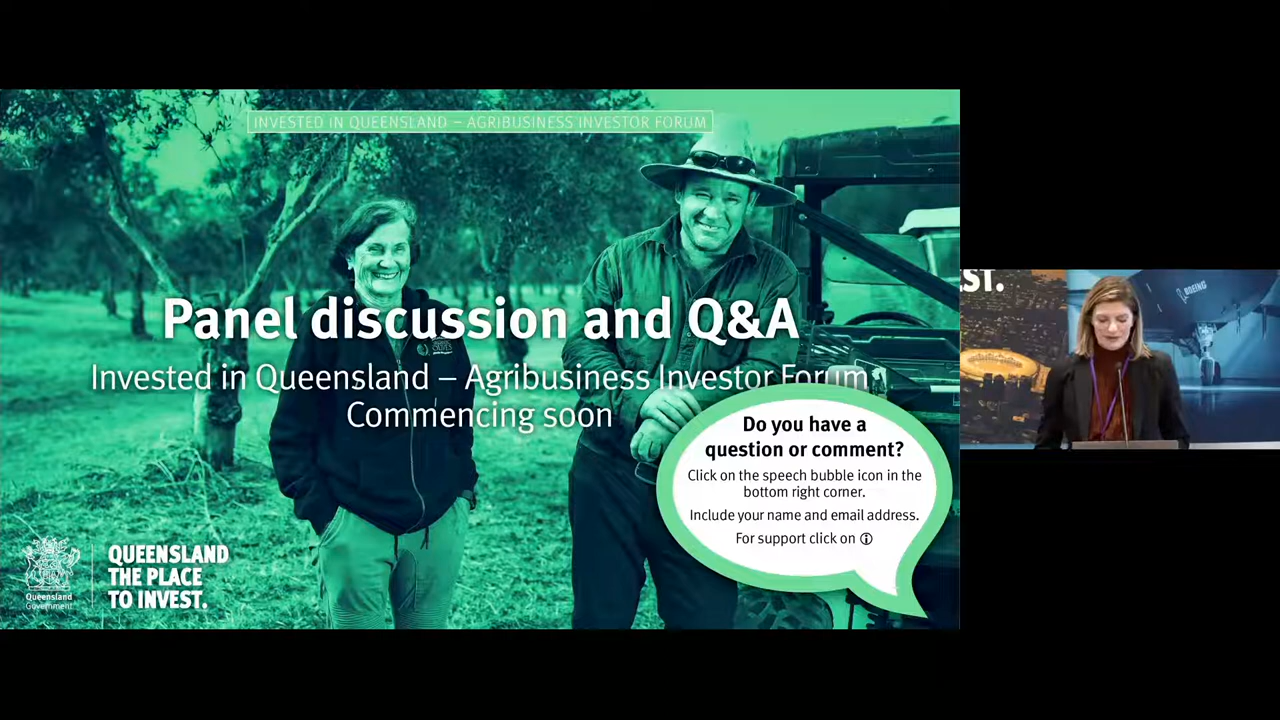 INVESTED IN QUEENSLAND – AGRIBUSINESS INVESTOR FORUM
Panel discussion and Q&A
Invested in Queensland – Agribusiness Investor Forum
Commencing soon
Do you have a
question or comment?
Click on the speech bubble icon in the
bottom right corner.
Include your name and email address.
For support click on
Queensland
Government
QUEENSLAND
THE PLACE
TO INVEST.
EST.
BOEING